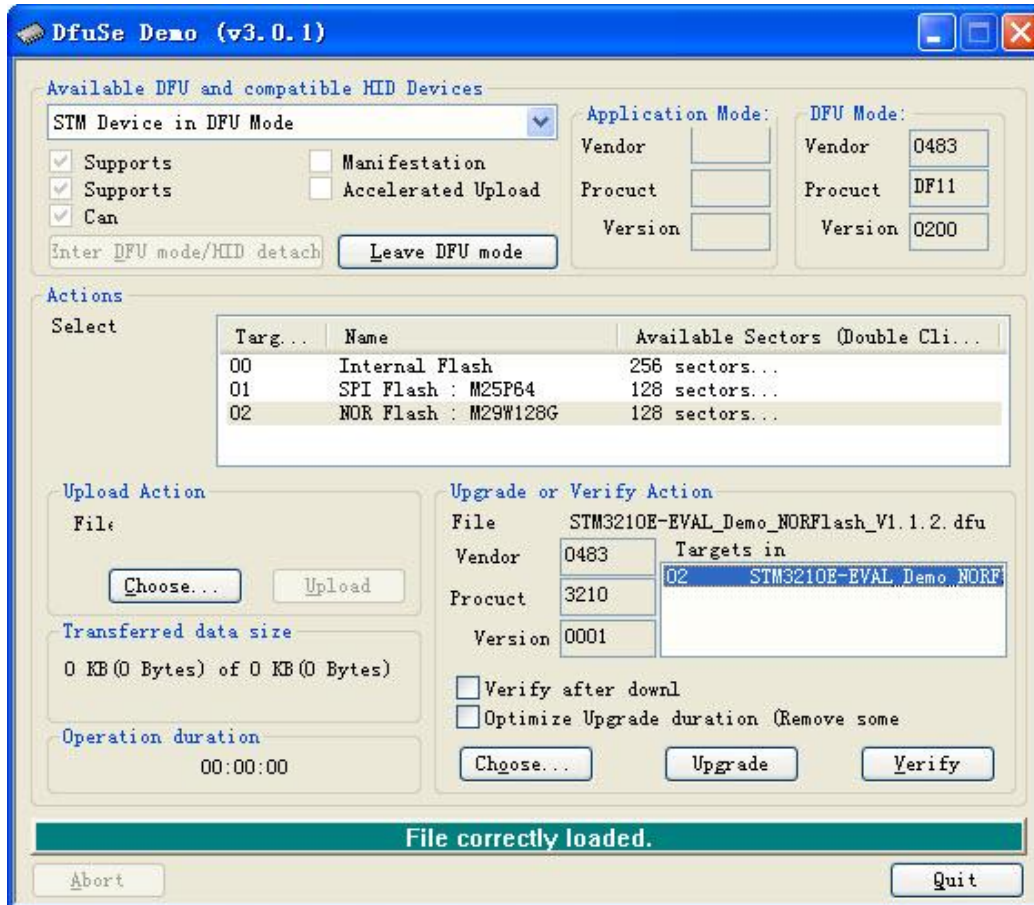 DfuSe Demo (v3.0.1)
Available DFU and compatible HID Devices
STM Device in DFU Mode
Supports
Manifestation
Supports
Accelerated Upload
Can
Enter DFU mode/HID detach
Leave DFU mode
Application Mode:
Vendor
Procuct
Version
DFU Mode:
Vendor 0483
Procuct DF11
Version 0200
Actions
Select
Targ... Name Available Sectors (Double Cli...
00 Internal Flash 256 sectors...
01 SPI Flash : M25P64 128 sectors...
02 NOR Flash : M29W128G 128 sectors...
Upload Action
File
Choose... Upload
Transferred data size
0 KB(0 Bytes) of 0 KB(0 Bytes)
Operation duration
00:00:00
Upgrade or Verify Action
File STM3210E-EVAL_Demo_NORFlash_V1.1.2.dfu
Vendor 0483
Procuct 3210
Version 0001
Targets in
02 STM3210E-EVAL_Demo_NORF
Verify after downl
Optimize Upgrade duration (Remove some
Choose... Upgrade Verify
File correctly loaded.
Abort Quit